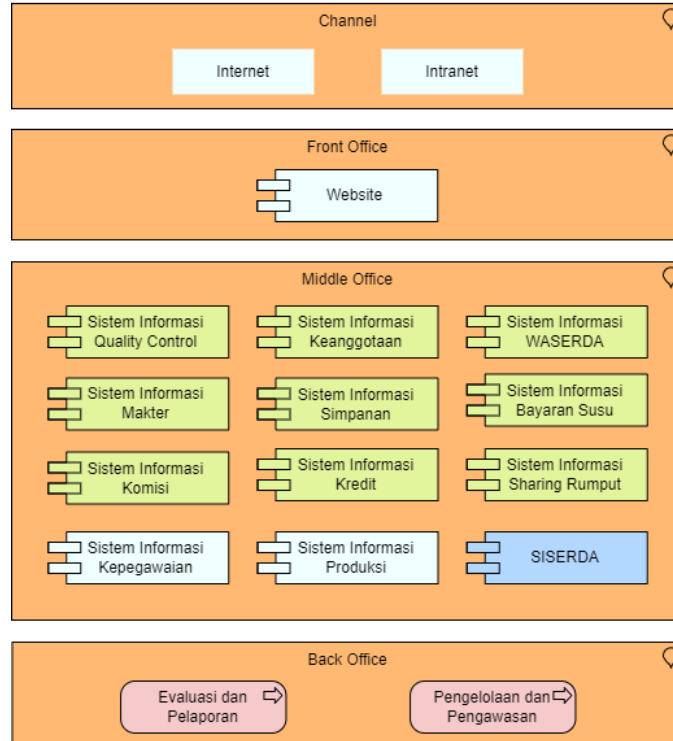 Channel
Internet
Intranet
Front Office
Website
Middle Office
Sistem Informasi
Quality Control
Sistem Informasi
Keanggotaan
Sistem Informasi
WASERDA
Sistem Informasi
Makter
Sistem Informasi
Simpanan
Sistem Informasi
Bayaran Susu
Sistem Informasi
Komisi
Sistem Informasi
Kredit
Sistem Informasi
Sharing Rumput
Sistem Informasi
Kepegawaian
Sistem Informasi
Produksi
SISERDA
Back Office
Evaluasi dan
Pelaporan
Pengelolaan dan
Pengawasan